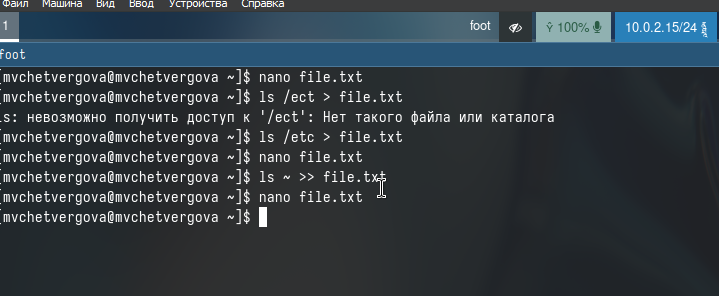 Файл Машина Вид Ввод Устройства Справка
1 foot 100% 10.0.2.15/24
foot
[mvchetvergova@mvchetvergova ~]$ nano file.txt
[mvchetvergova@mvchetvergova ~]$ ls /ect > file.txt
ls: невозможно получить доступ к '/ect': Нет такого файла или каталога
[mvchetvergova@mvchetvergova ~]$ ls /etc > file.txt
[mvchetvergova@mvchetvergova ~]$ nano file.txt
[mvchetvergova@mvchetvergova ~]$ ls ~ >> file.txt
[mvchetvergova@mvchetvergova ~]$ nano file.txt
[mvchetvergova@mvchetvergova ~]$